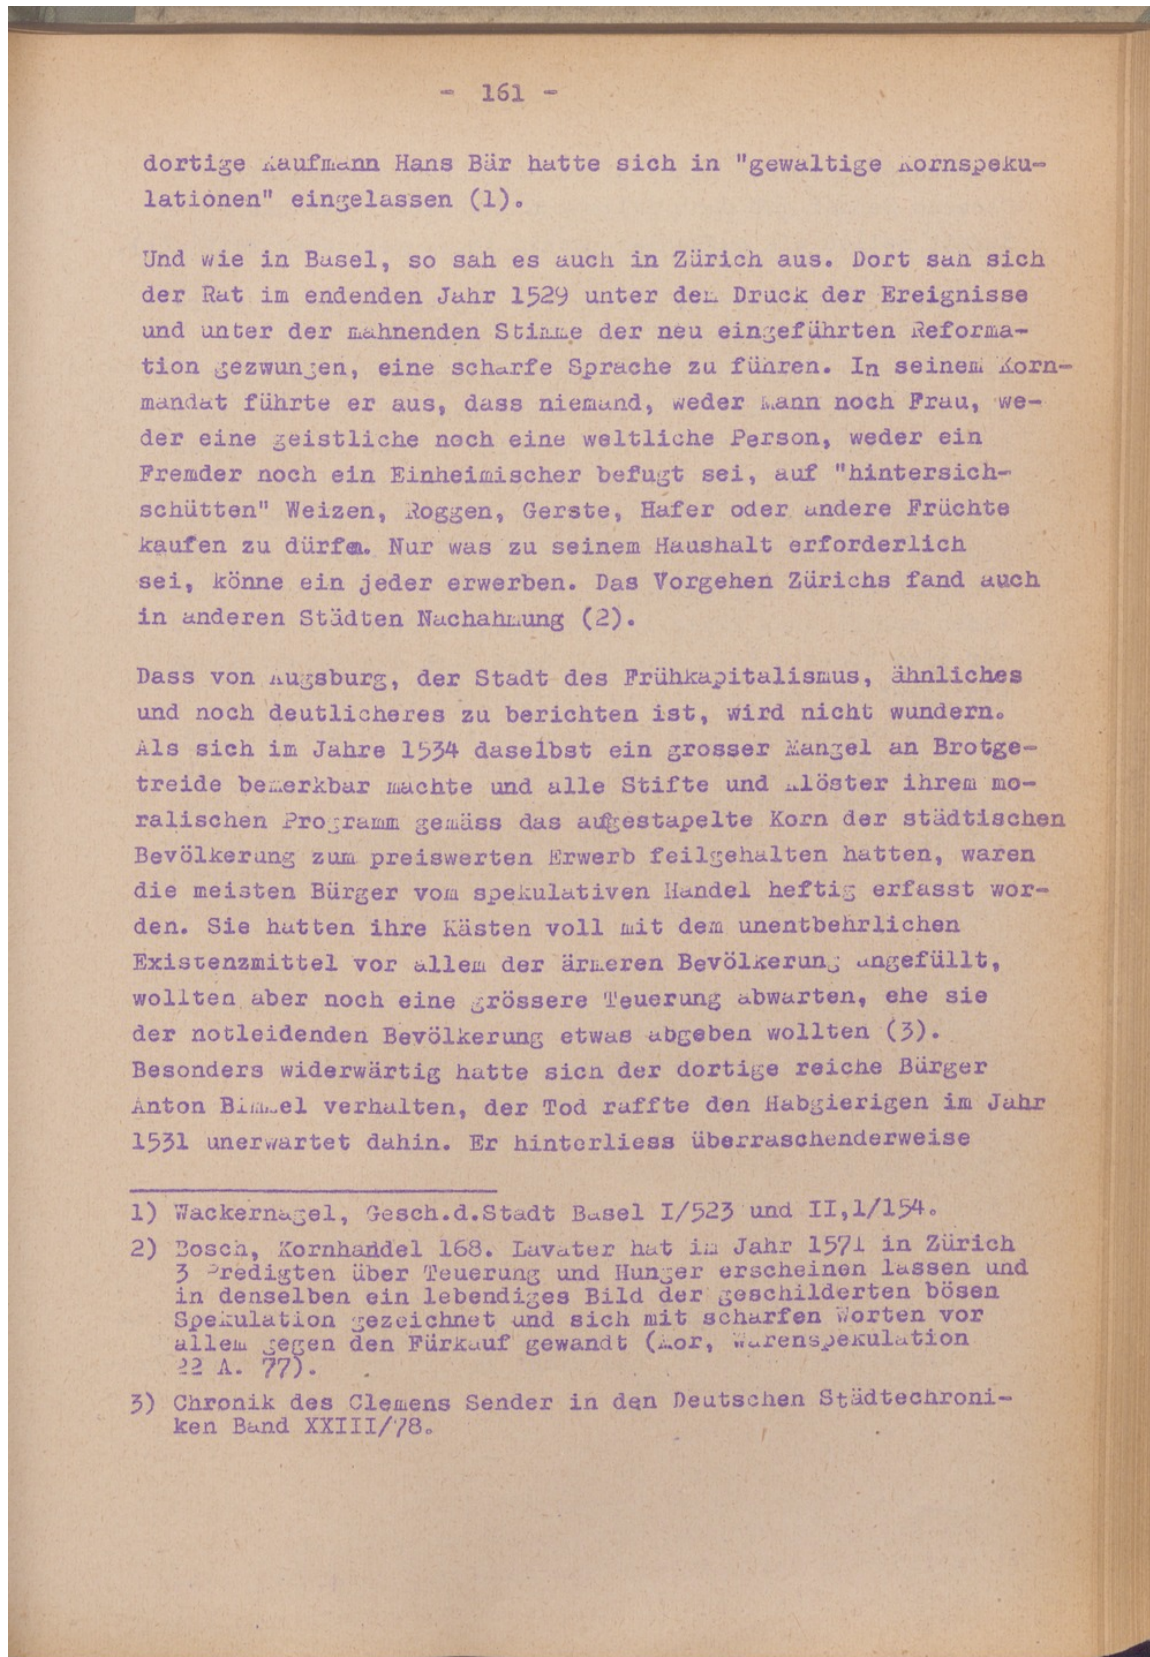 - 161 -
dortige Kaufmann Hans Bär hatte sich in "gewaltige Kornspeku-
lationen" eingelassen (1).
Und wie in Basel, so sah es auch in Zürich aus. Dort sah sich
der Rat im endenden Jahr 1529 unter dem Druck der Ereignisse
und unter der mahnenden Stimme der neu eingeführten Reforma-
tion gezwungen, eine scharfe Sprache zu führen. In seinem Korn-
mandat führte er aus, dass niemand, weder Mann noch Frau, we-
der eine geistliche noch eine weltliche Person, weder ein
Fremder noch ein Einheimischer befugt sei, auf "hintersich-
schütten" Weizen, Roggen, Gerste, Hafer oder andere Früchte
kaufen zu dürfen. Nur was zu seinem Haushalt erforderlich
sei, könne ein jeder erwerben. Das Vorgehen Zürichs fand auch
in anderen Städten Nachahmung (2).
Dass von Augsburg, der Stadt des Frühkapitalismus, ähnliches
und noch deutlicheres zu berichten ist, wird nicht wundern.
Als sich im Jahre 1534 daselbst ein grosser Mangel an Brotge-
treide bemerkbar machte und alle Stifte und Klöster ihrem mo-
ralischen Programm gemäss das aufgestapelte Korn der städtischen
Bevölkerung zum preiswerten Erwerb feilgehalten hatten, waren
die meisten Bürger vom spekulativen Handel heftig erfasst wor-
den. Sie hatten ihre Kästen voll mit dem unentbehrlichen
Existenzmittel vor allem der ärmeren Bevölkerung angefüllt,
wollten aber noch eine grössere Teuerung abwarten, ehe sie
der notleidenden Bevölkerung etwas abgeben wollten (3).
Besonders widerwärtig hatte sich der dortige reiche Bürger
Anton Bimmel verhalten, der Tod raffte den Habgierigen im Jahr
1531 unerwartet dahin. Er hinterliess überraschenderweise
1) Wackernagel, Gesch.d.Stadt Basel I/523 und II,1/154.
2) Bosch, Kornhandel 168. Lavater hat im Jahr 1571 in Zürich
3 Predigten über Teuerung und Hunger erscheinen lassen und
in denselben ein lebendiges Bild der geschilderten bösen
Spekulation gezeichnet und sich mit scharfen Worten vor
allem gegen den Fürkauf gewandt (Mor, Warenspekulation
22 A. 77).
3) Chronik des Clemens Sender in den Deutschen Städtechroni-
ken Band XXIII/78.